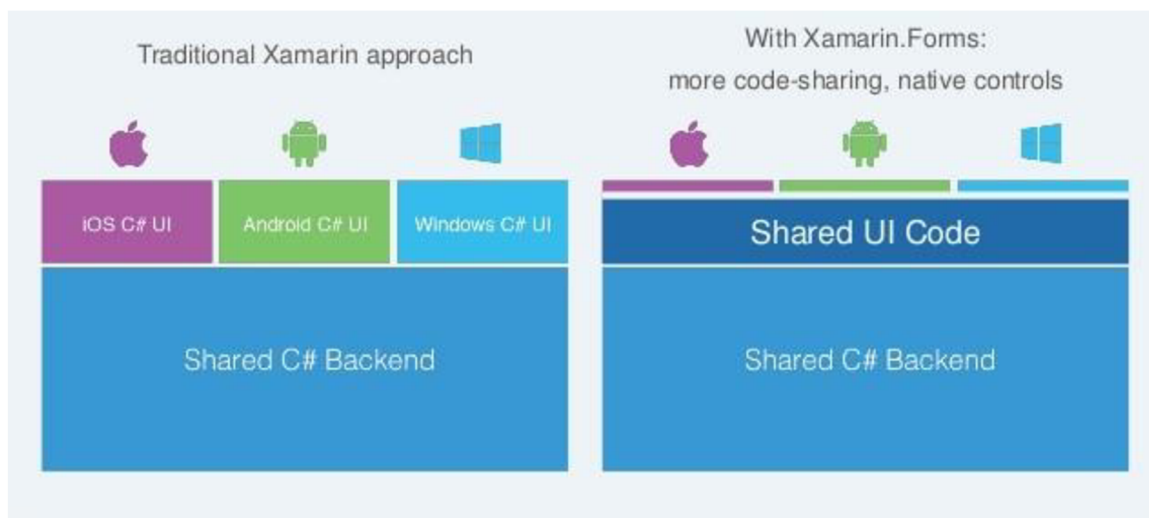 Traditional Xamarin approach
iOS C# UI
Android C# UI
Windows C# UI
Shared C# Backend
With Xamarin.Forms:
more code-sharing, native controls
Shared UI Code
Shared C# Backend